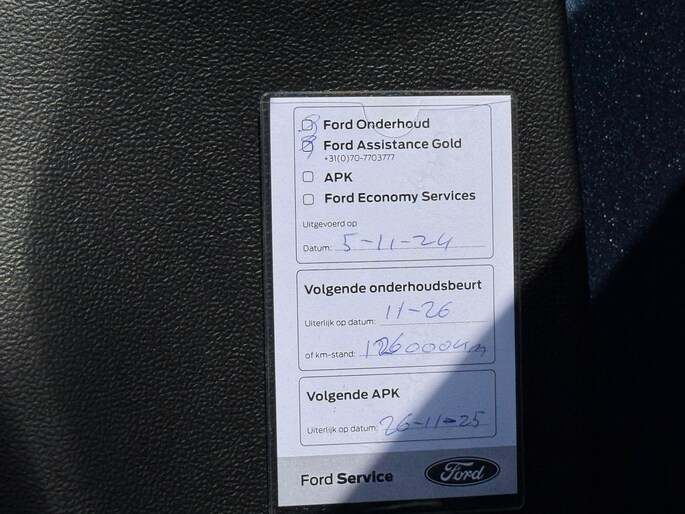 Ford Onderhoud
Ford Assistance Gold
+31(0)70-7703777
APK
Ford Economy Services
Uitgevoerd op
Datum: 5-11-24
Volgende onderhoudsbeurt
Uiterlijk op datum: 11-26
of km-stand: 126000km
Volgende APK
Uiterlijk op datum: 26-11-25
Ford Service Ford